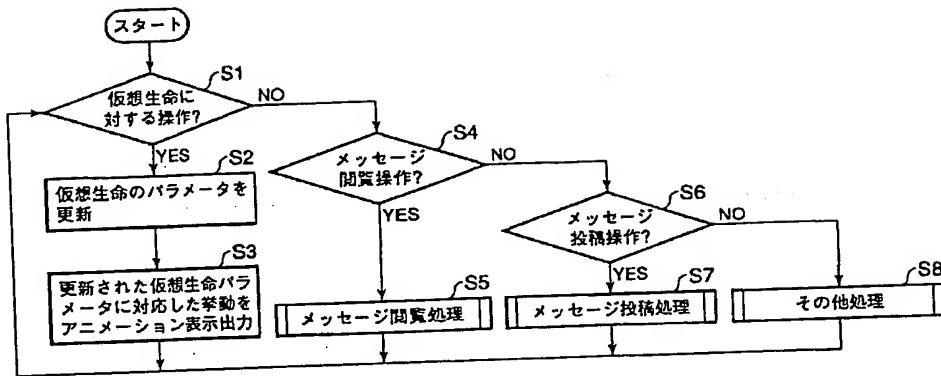 スタート
S1
仮想生命に
対する操作?
NO
YES
S2
仮想生命のパラメータを
更新
S3
更新された仮想生命パラ
メータに対応した挙動を
アニメーション表示出力
S4
メッセージ
閲覧操作?
NO
YES
S5
メッセージ閲覧処理
S6
メッセージ
投稿操作?
NO
YES
S7
メッセージ投稿処理
S8
その他処理